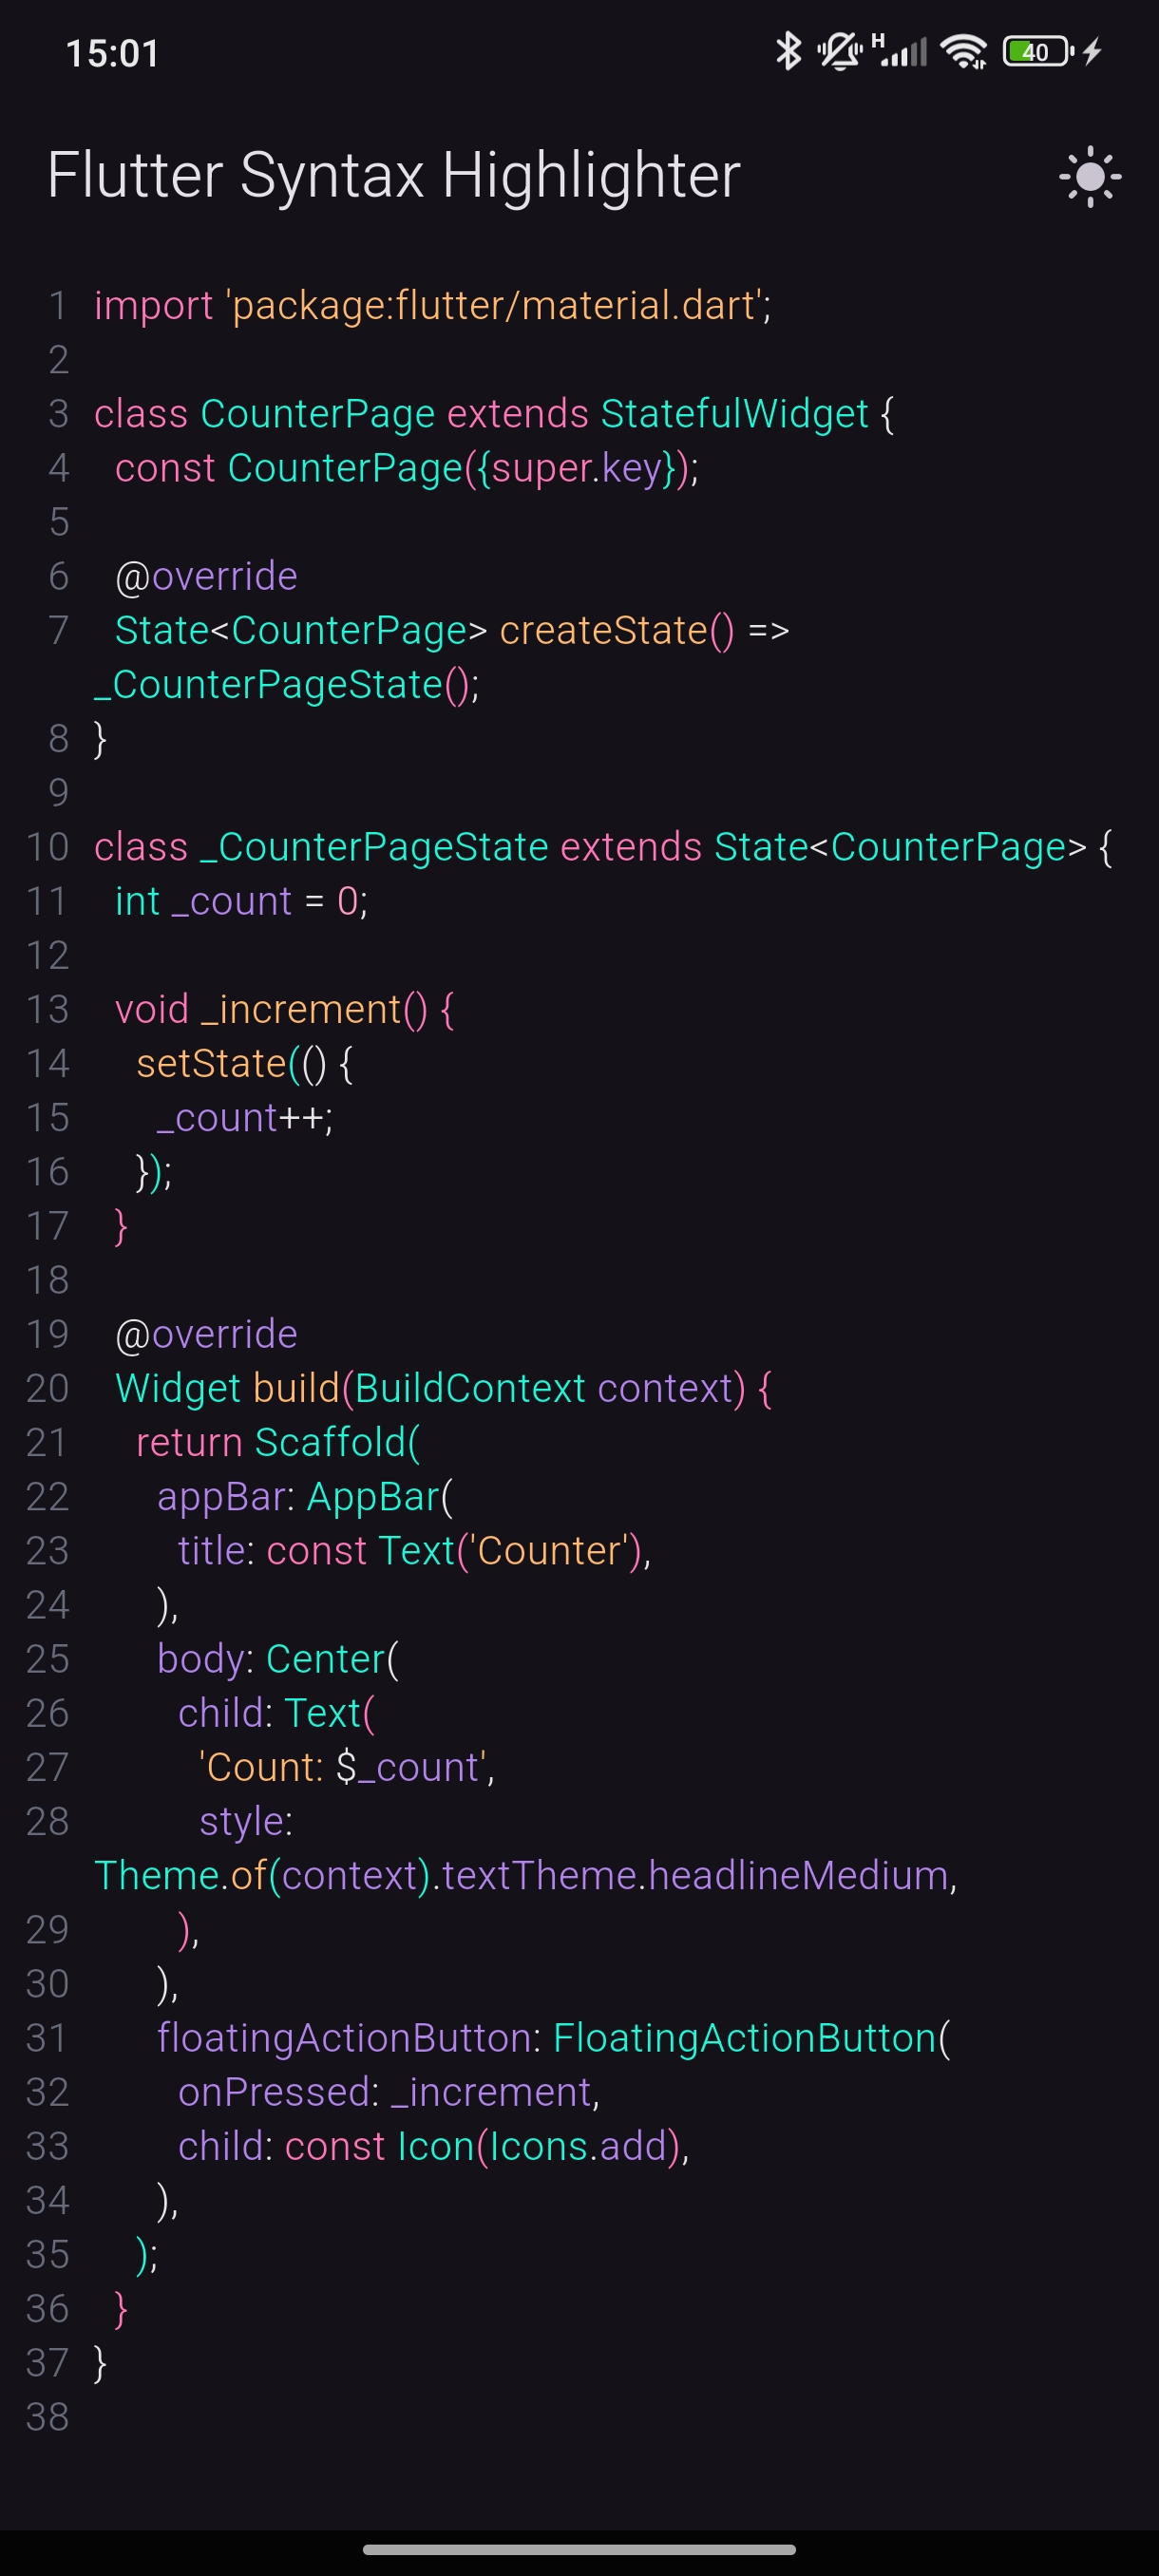 15:01
H
40
Flutter Syntax Highlighter
1 import 'package:flutter/material.dart';
2
3 class CounterPage extends StatefulWidget {
4   const CounterPage({super.key});
5
6   @override
7   State<CounterPage> createState() =>
_CounterPageState();
8 }
9
10 class _CounterPageState extends State<CounterPage> {
11   int _count = 0;
12
13   void _increment() {
14     setState(() {
15       _count++;
16     });
17   }
18
19   @override
20   Widget build(BuildContext context) {
21     return Scaffold(
22       appBar: AppBar(
23         title: const Text('Counter'),
24       ),
25       body: Center(
26         child: Text(
27           'Count: $_count',
28           style:
Theme.of(context).textTheme.headlineMedium,
29         ),
30       ),
31       floatingActionButton: FloatingActionButton(
32         onPressed: _increment,
33         child: const Icon(Icons.add),
34       ),
35     );
36   }
37 }
38